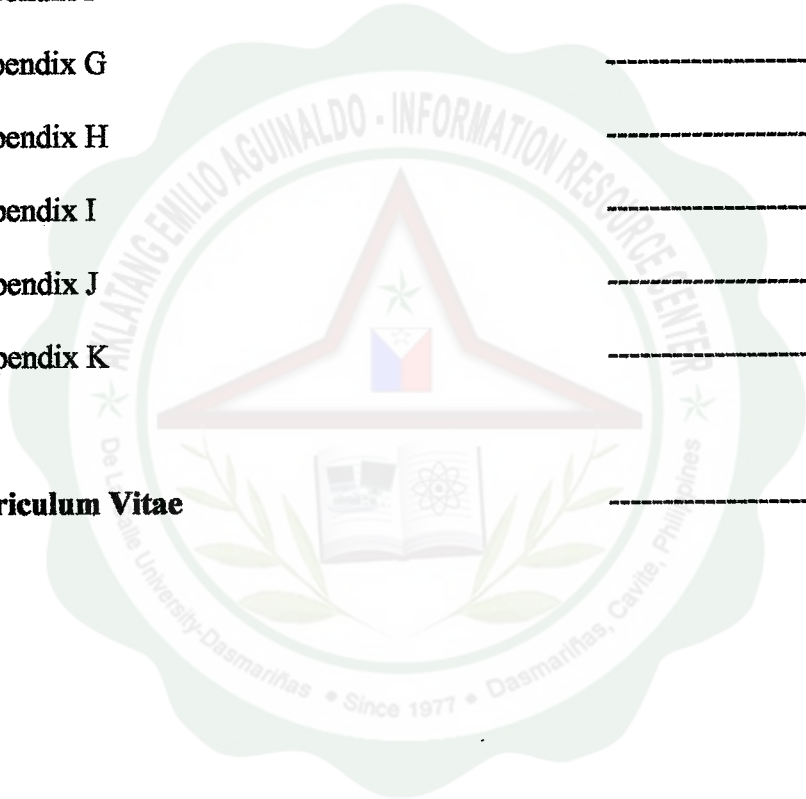 pendix G --------------------
pendix H --------------------
pendix I --------------------
pendix J --------------------
pendix K --------------------
riculum Vitae --------------------
AKLATANG EMILIO AGUINALDO - INFORMATION RESOURCE CENTER
De La Salle University-Dasmariñas • Since 1977 • Dasmariñas, Cavite, Philippines